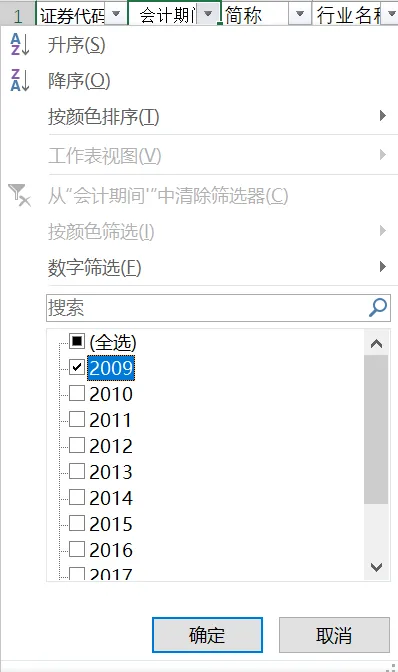 1 证券代码 会计期间 简称 行业名称
升序(S)
降序(O)
按颜色排序(T)
工作表视图(V)
从"会计期间'"中清除筛选器(C)
按颜色筛选(I)
数字筛选(F)
搜索
(全选)
2009
2010
2011
2012
2013
2014
2015
2016
2017
确定 取消